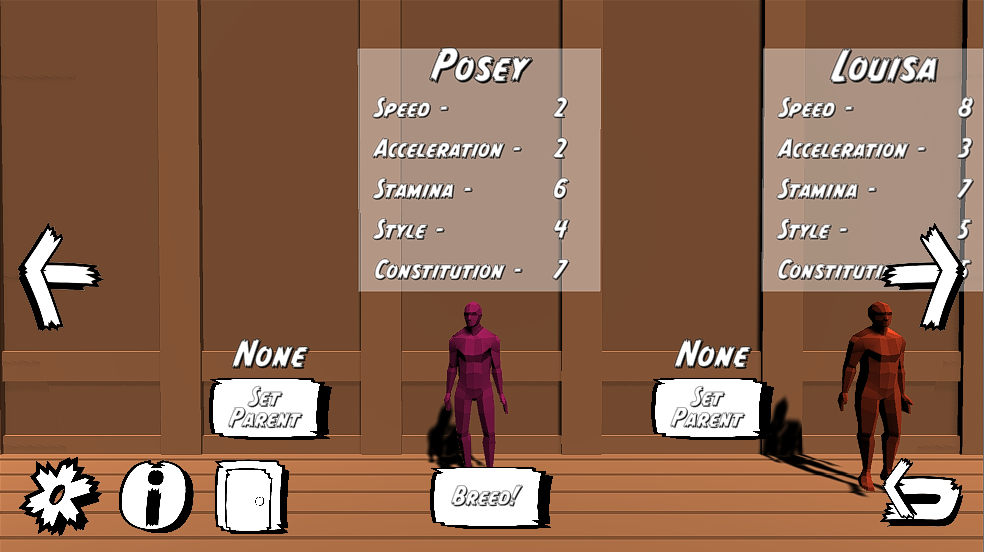 Posey
Speed - 2
Acceleration - 2
Stamina - 6
Style - 4
Constitution - 7
Louisa
Speed - 8
Acceleration - 3
Stamina - 7
Style - 5
None
Set
Parent
None
Set
Parent
i
Breed!